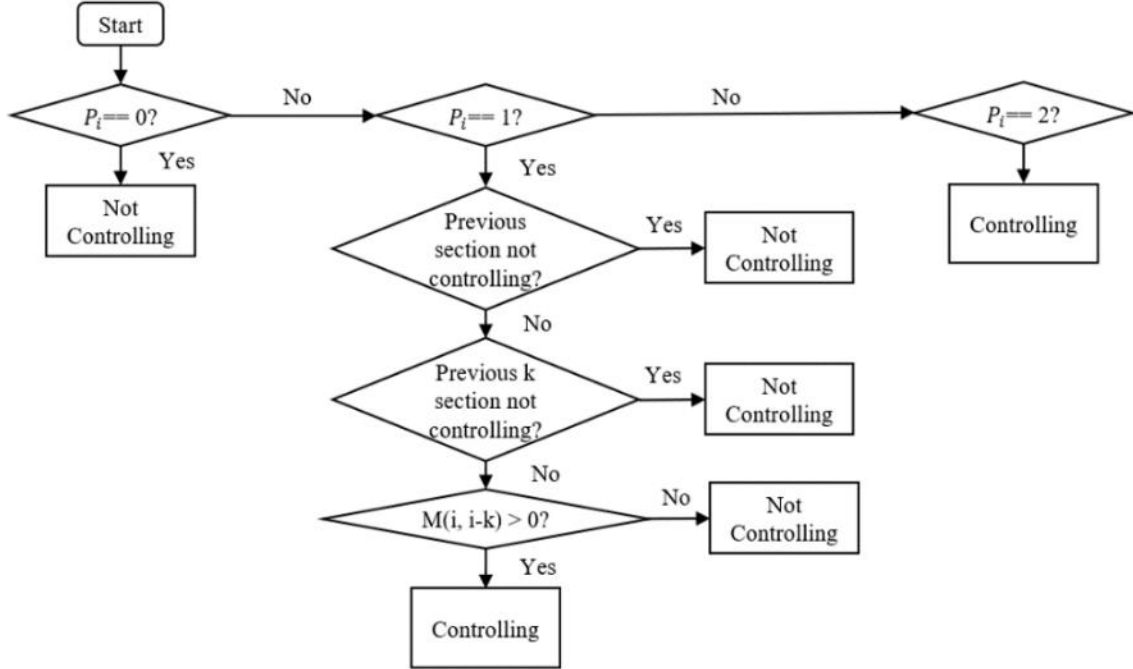 Start
P_i== 0?
No
P_i== 1?
No
P_i== 2?
Yes
Not
Controlling
Yes
Controlling
Previous
section not
controlling?
Yes
Not
Controlling
No
Previous k
section not
controlling?
Yes
Not
Controlling
No
M(i, i-k) > 0?
No
Not
Controlling
Yes
Controlling